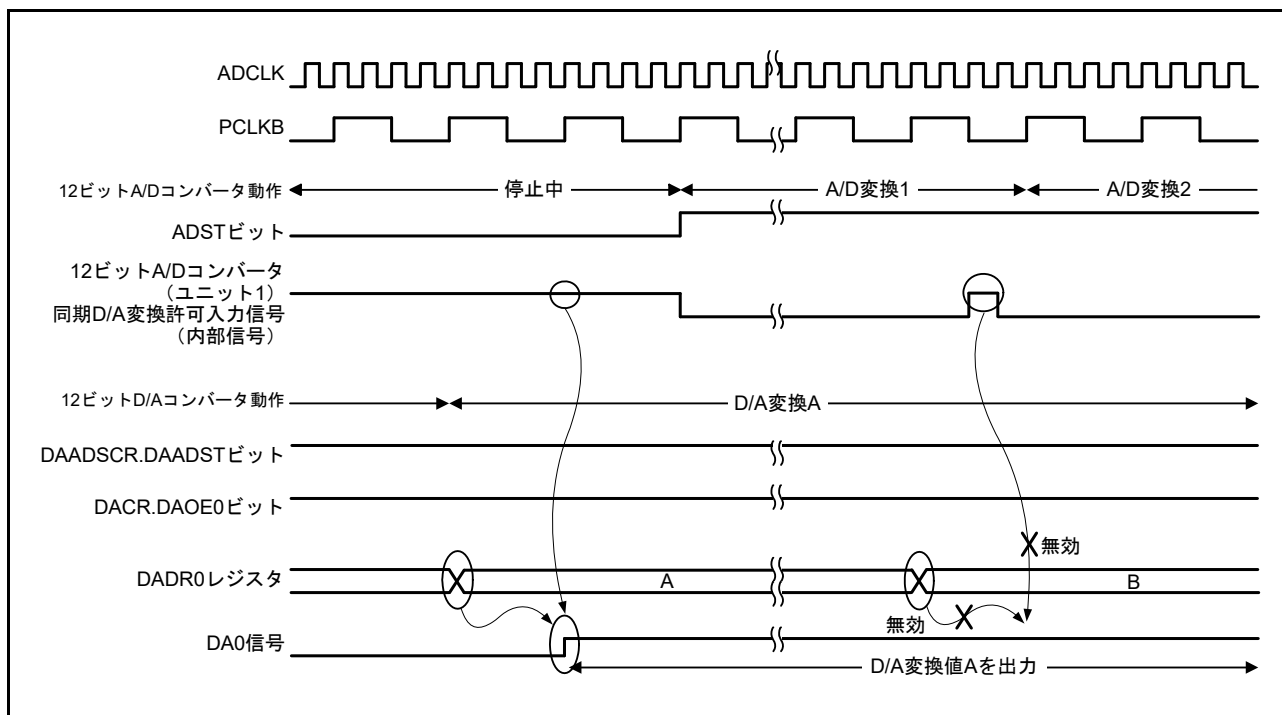 ADCLK
PCLKB
12ビットA/Dコンバータ動作
停止中
A/D変換1
A/D変換2
ADSTビット
12ビットA/Dコンバータ
（ユニット1）
同期D/A変換許可入力信号
（内部信号）
12ビットD/Aコンバータ動作
D/A変換A
DAADSCR.DAADSTビット
DACR.DAOE0ビット
無効
DADR0レジスタ
A
B
無効
DA0信号
D/A変換値Aを出力